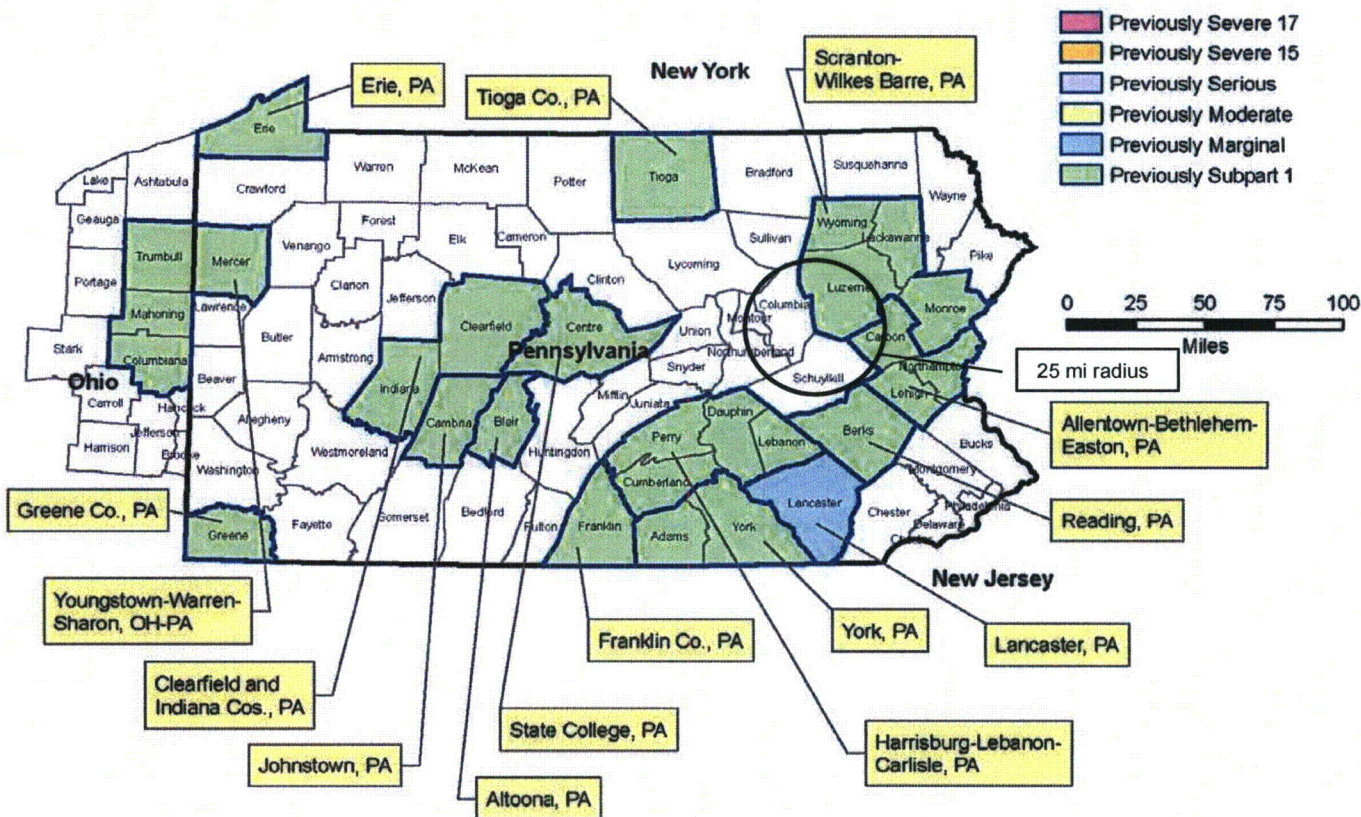 Previously Severe 17
Previously Severe 15
Previously Serious
Previously Moderate
Previously Marginal
Previously Subpart 1
New York
Scranton-
Wilkes Barre, PA
Erie, PA
Tioga Co., PA
Erie
Warren
McKean
Potter
Tioga
Bradford
Susquehanna
Wayne
Lake
Ashtabula
Crawford
Geauga
Wyoming
Lackawanna
Forest
Venango
Elk
Cameron
Sullivan
Pike
Trumbull
Mercer
Lycoming
Clinton
Portage
Clarion
Jefferson
Luzerne
Columbia
Monroe
Mahoning
Lawrence
Clearfield
Centre
Union
Montour
Carbon
Butler
Armstrong
Pennsylvania
Northumberland
Stark
Columbiana
Snyder
Schuylkill
Northampton
Ohio
Beaver
Indiana
Mifflin
Juniata
Lehigh
Carroll
Hancock
Allegheny
Cambria
Blair
Dauphin
Jefferson
Perry
Lebanon
Berks
Bucks
Harrison
Brooke
Westmoreland
Huntingdon
Montgomery
Washington
Cumberland
Lancaster
Philadelphia
Fayette
Somerset
Bedford
Fulton
Franklin
Adams
York
Chester
Delaware
Greene
0 25 50 75 100
Miles
25 mi radius
Allentown-Bethlehem-
Easton, PA
Reading, PA
New Jersey
Greene Co., PA
Youngstown-Warren-
Sharon, OH-PA
Franklin Co., PA
York, PA
Lancaster, PA
Clearfield and
Indiana Cos., PA
State College, PA
Harrisburg-Lebanon-
Carlisle, PA
Johnstown, PA
Altoona, PA